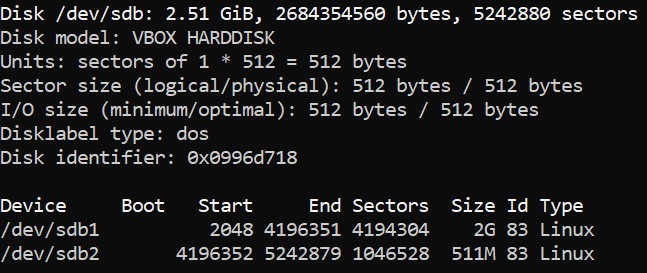 Disk /dev/sdb: 2.51 GiB, 2684354560 bytes, 5242880 sectors
Disk model: VBOX HARDDISK
Units: sectors of 1 * 512 = 512 bytes
Sector size (logical/physical): 512 bytes / 512 bytes
I/O size (minimum/optimal): 512 bytes / 512 bytes
Disklabel type: dos
Disk identifier: 0x0996d718

Device     Boot   Start     End Sectors  Size Id Type
/dev/sdb1          2048 4196351 4194304    2G 83 Linux
/dev/sdb2       4196352 5242879 1046528  511M 83 Linux